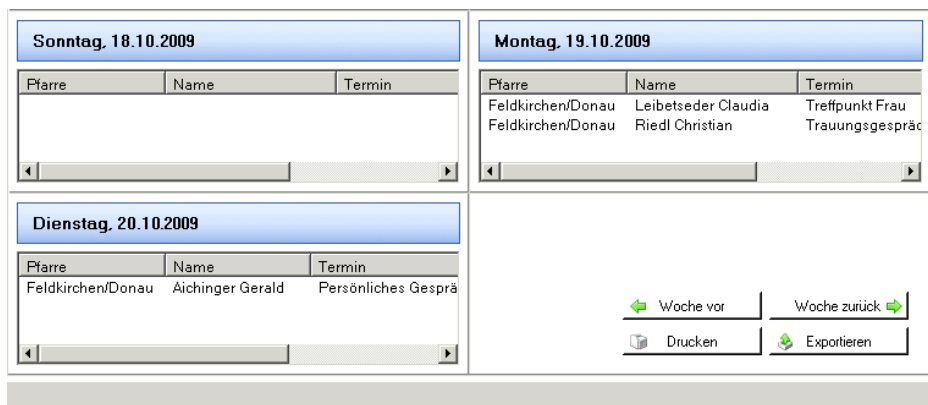 Sonntag, 18.10.2009
Pfarre Name Termin
Montag, 19.10.2009
Pfarre Name Termin
Feldkirchen/Donau Leibetseder Claudia Treffpunkt Frau
Feldkirchen/Donau Riedl Christian Trauungsgespräc
Dienstag, 20.10.2009
Pfarre Name Termin
Feldkirchen/Donau Aichinger Gerald Persönliches Gesprä
Woche vor Woche zurück
Drucken Exportieren